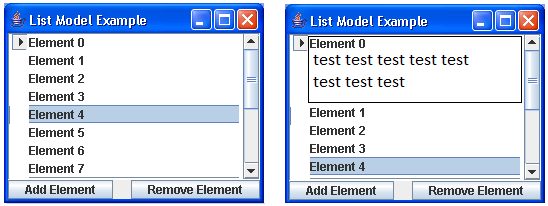 List Model Example
Element 0
Element 1
Element 2
Element 3
Element 4
Element 5
Element 6
Element 7
Add Element
Remove Element
List Model Example
Element 0
test test test test test
test test test
Element 1
Element 2
Element 3
Element 4
Add Element
Remove Element